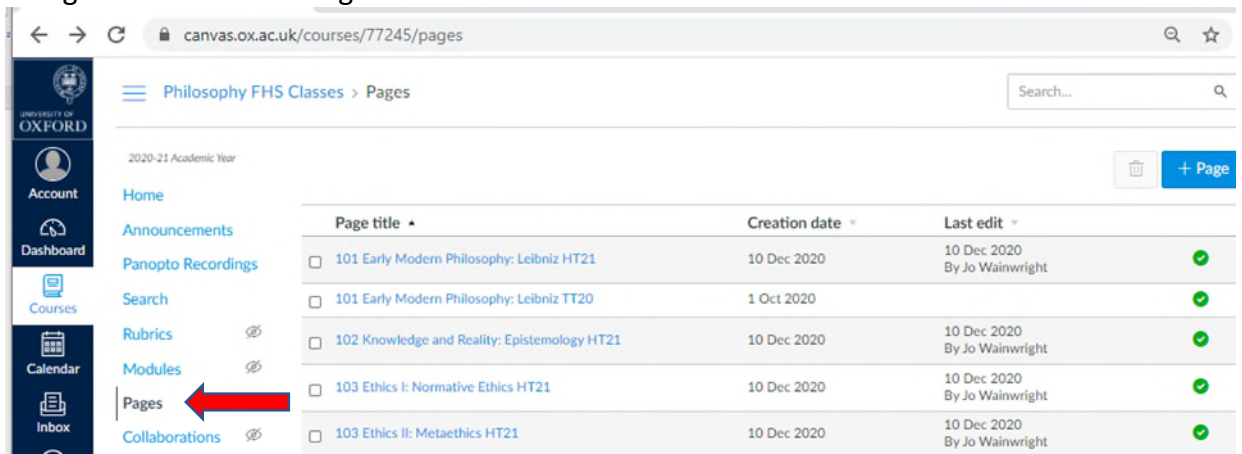 canvas.ox.ac.uk/courses/77245/pages
UNIVERSITY OF
OXFORD
Account
Dashboard
Courses
Calendar
Inbox
Philosophy FHS Classes > Pages
Search...
2020-21 Academic Year
+ Page
Home
Announcements
Panopto Recordings
Search
Rubrics
Modules
Pages
Collaborations
Page title Creation date Last edit
101 Early Modern Philosophy: Leibniz HT21 10 Dec 2020 10 Dec 2020
By Jo Wainwright
101 Early Modern Philosophy: Leibniz TT20 1 Oct 2020
102 Knowledge and Reality: Epistemology HT21 10 Dec 2020 10 Dec 2020
By Jo Wainwright
103 Ethics I: Normative Ethics HT21 10 Dec 2020 10 Dec 2020
By Jo Wainwright
103 Ethics II: Metaethics HT21 10 Dec 2020 10 Dec 2020
By Jo Wainwright